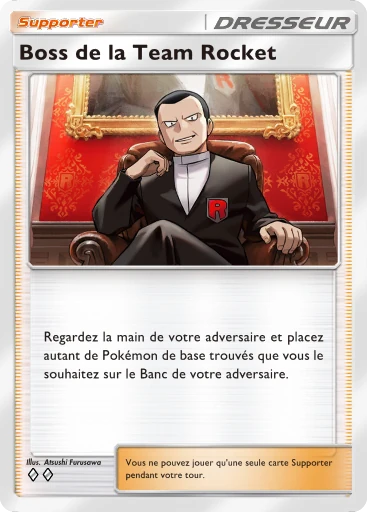 Supporter
DRESSEUR
Boss de la Team Rocket
R
R
R
Regardez la main de votre adversaire et placez
autant de Pokémon de base trouvés que vous le
souhaitez sur le Banc de votre adversaire.
Illus. Atsushi Furusawa
Vous ne pouvez jouer qu'une seule carte Supporter
pendant votre tour.